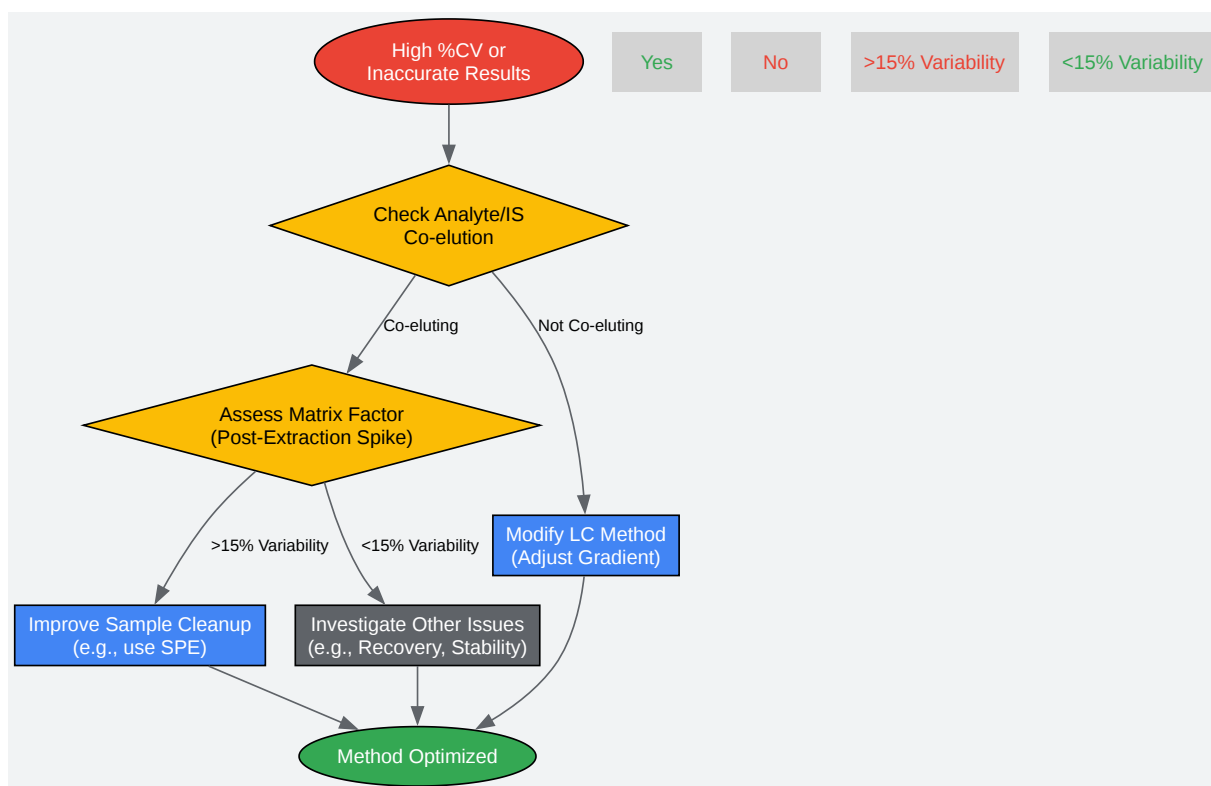 High %CV or
Inaccurate Results
Yes
No
>15% Variability
<15% Variability
Check Analyte/IS
Co-elution
Co-eluting
Not Co-eluting
Assess Matrix Factor
(Post-Extraction Spike)
>15% Variability
<15% Variability
Modify LC Method
(Adjust Gradient)
Improve Sample Cleanup
(e.g., use SPE)
Investigate Other Issues
(e.g., Recovery, Stability)
Method Optimized